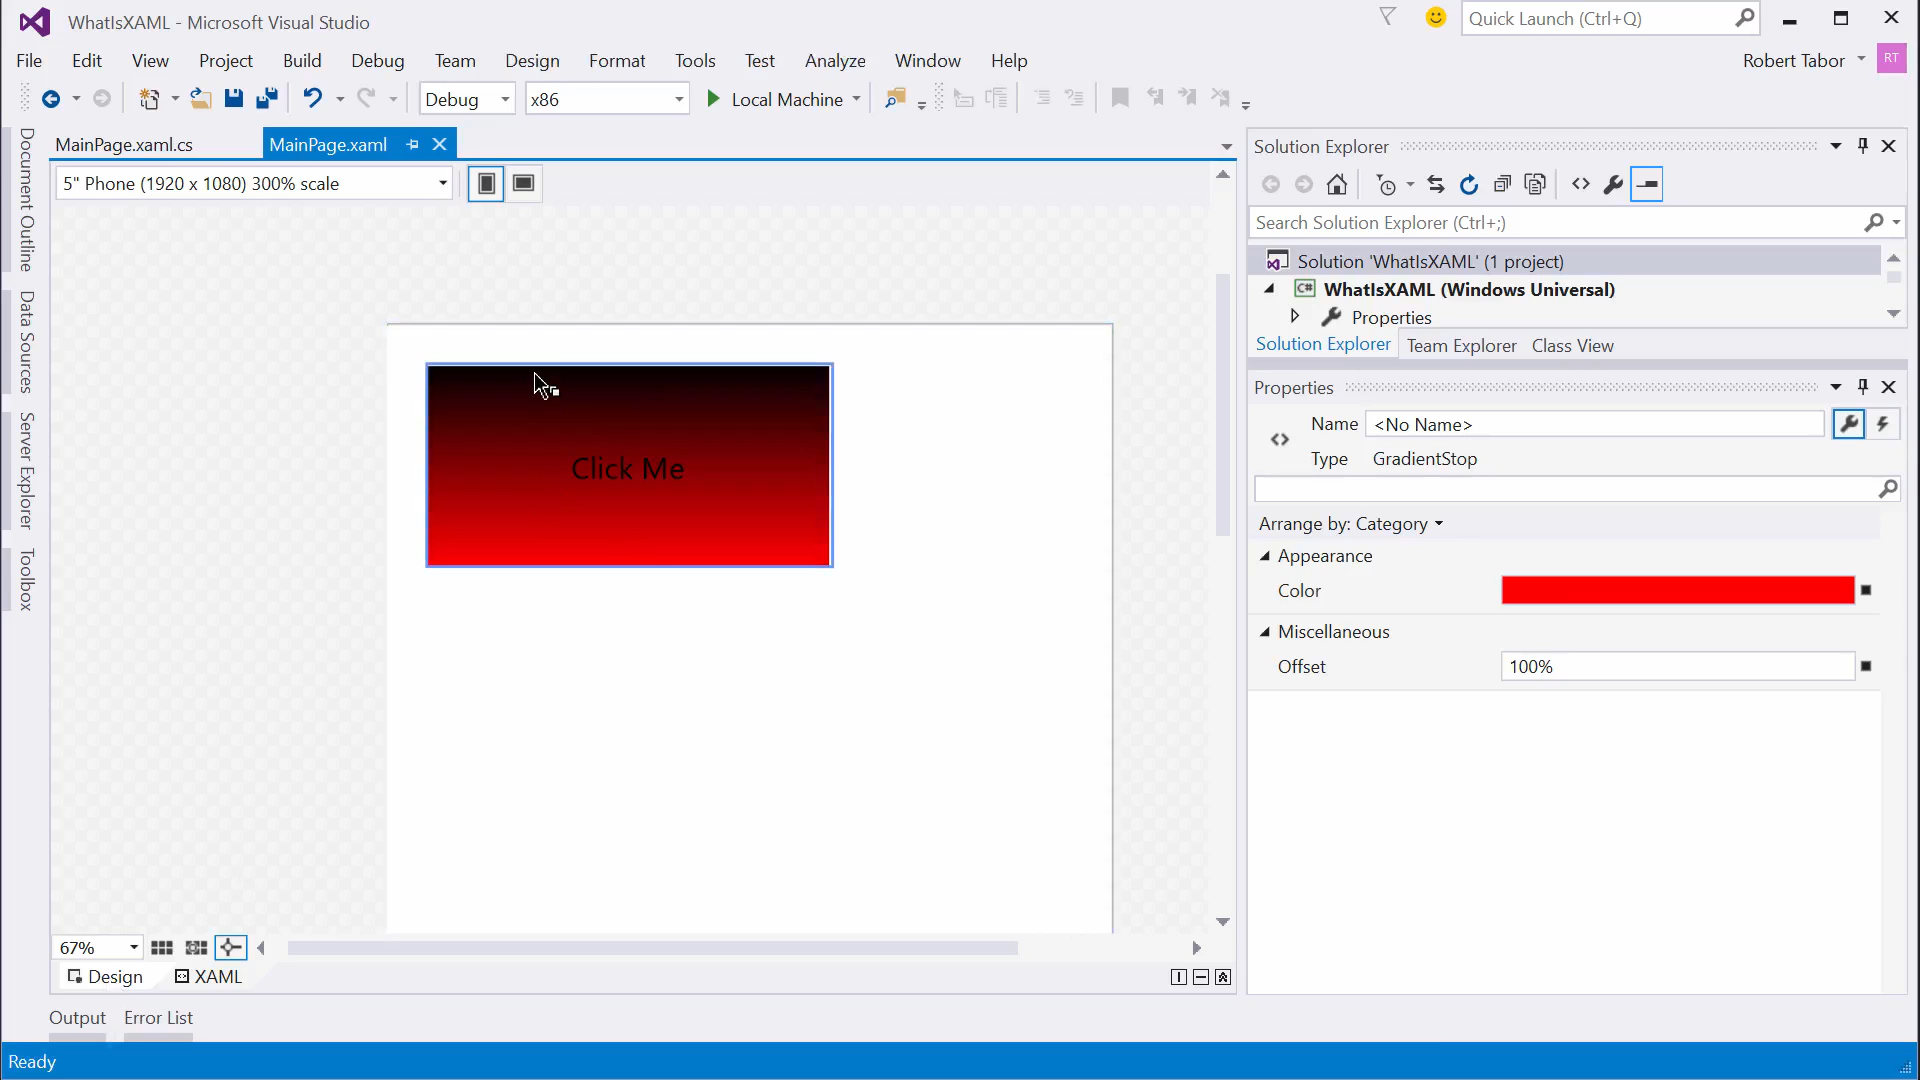 WhatIsXAML - Microsoft Visual Studio
Quick Launch (Ctrl+Q)
File Edit View Project Build Debug Team Design Format Tools Test Analyze Window Help
Robert Tabor RT
Debug x86 Local Machine
MainPage.xaml.cs MainPage.xaml
5" Phone (1920 x 1080) 300% scale
Document Outline
Data Sources
Server Explorer
Toolbox
Click Me
67%
Design XAML
Solution Explorer
Search Solution Explorer (Ctrl+;)
Solution 'WhatIsXAML' (1 project)
C# WhatIsXAML (Windows Universal)
Properties
Solution Explorer Team Explorer Class View
Properties
Name <No Name>
Type GradientStop
Arrange by: Category
Appearance
Color
Miscellaneous
Offset 100%
Output Error List
Ready